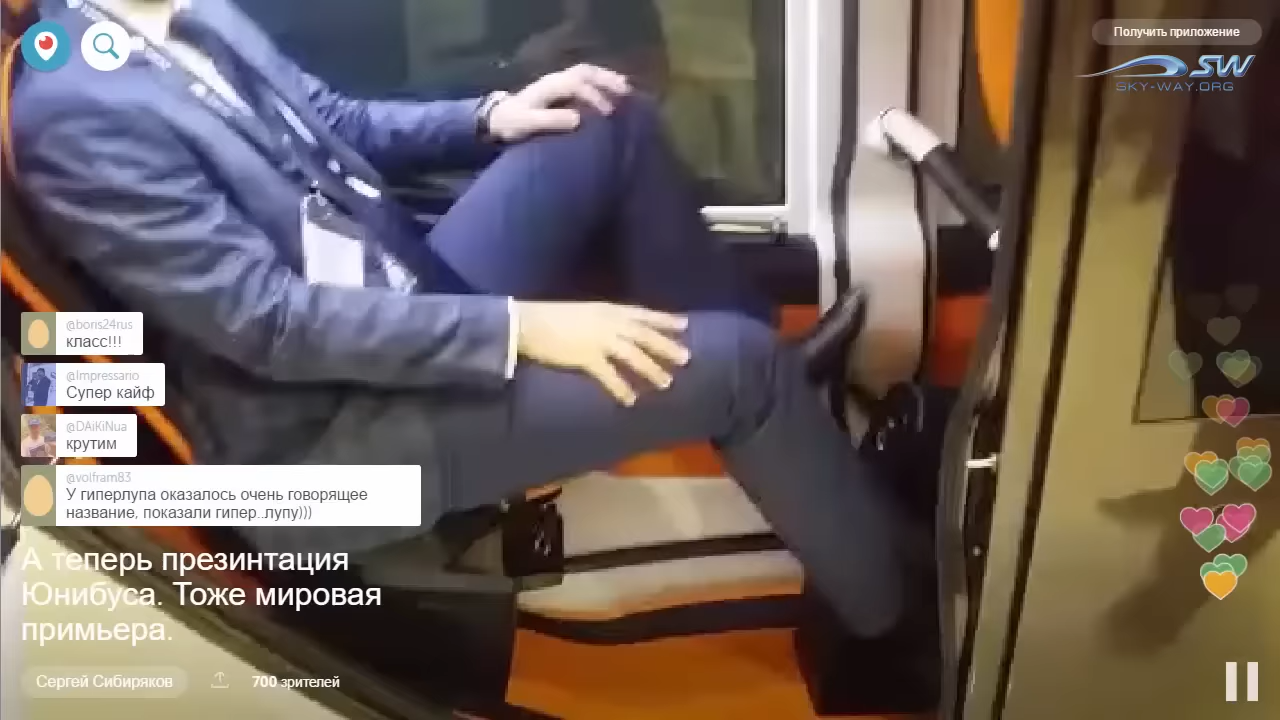 Получить приложение
SW
SKY-WAY.ORG
@boris24rus
класс!!!
@Impressario
Супер кайф
@DAiKiNua
крутим
@volfram83
У гиперлупа оказалось очень говорящее
название, показали гипер..лупу)))
А теперь презинтация
Юнибуса. Тоже мировая
примьера.
Сергей Сибиряков
700 зрителей